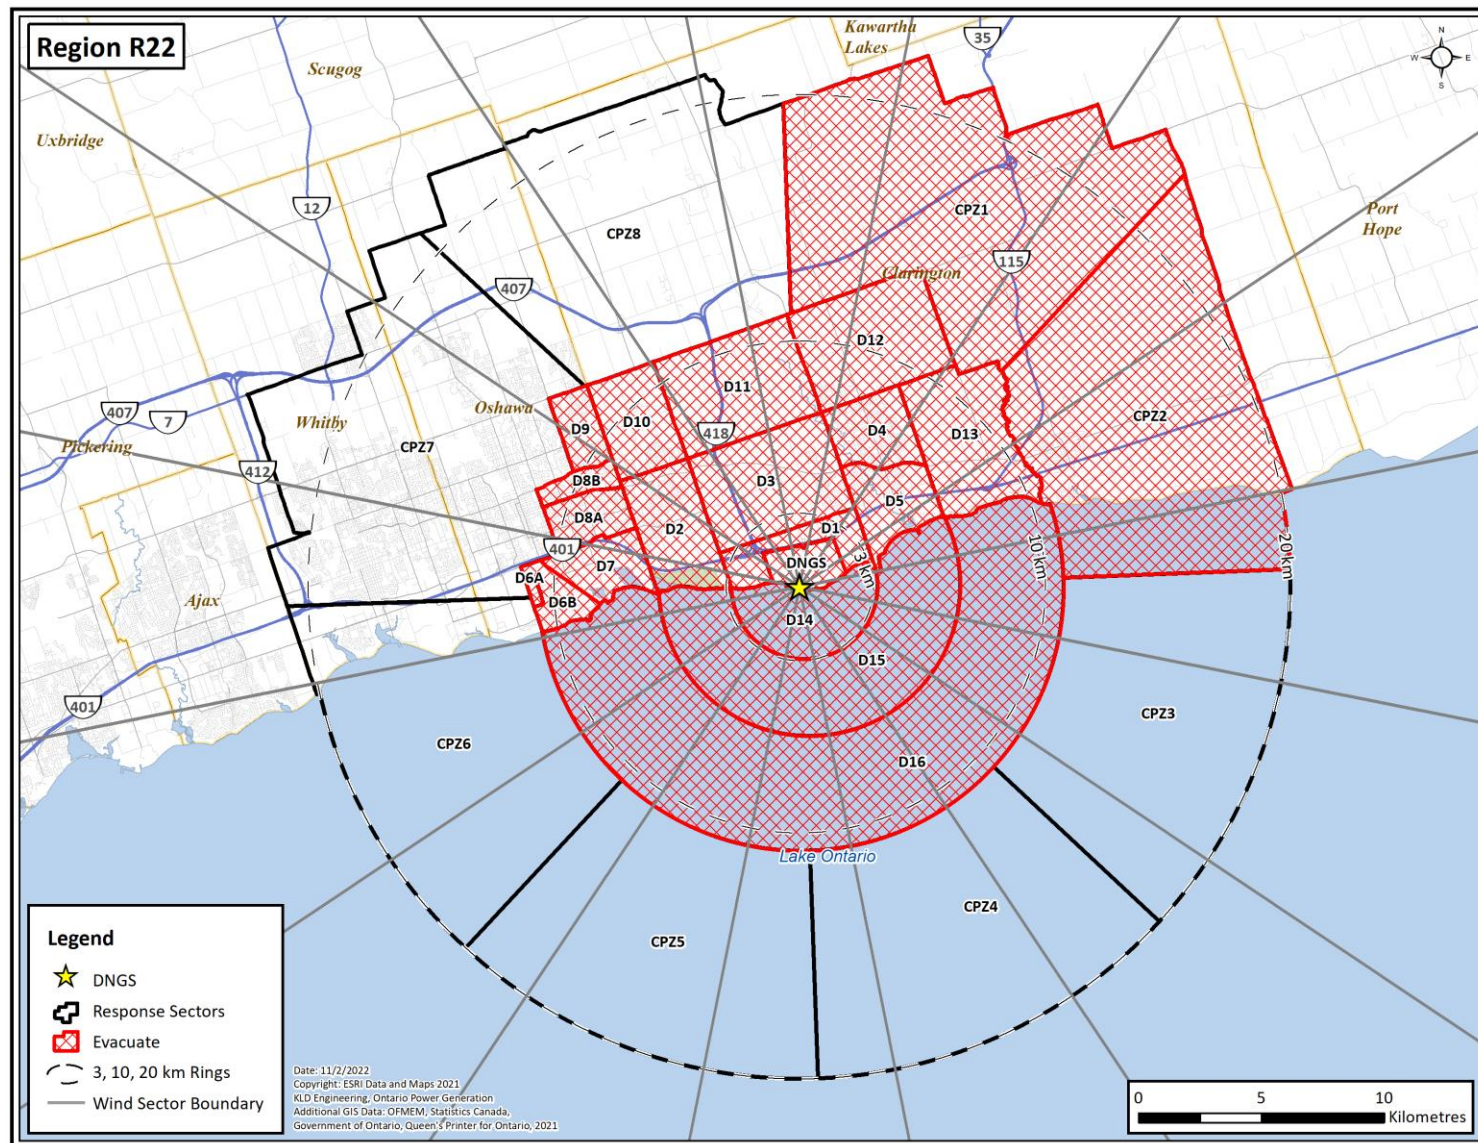 Region R22
Kawartha
Lakes
35
N
W
E
S
Scugog
Uxbridge
12
CPZ1
Port
Hope
CPZ8
115
Clarington
407
D12
D11
Oshawa
407
7
Whitby
CPZ2
D9
D10
418
D4
D13
Pickering
CPZ7
412
D8B
D3
D5
D8A
D2
D1
401
DNGS
3 km
10 km
20 km
D7
D6A
D6B
Ajax
D14
D15
401
CPZ6
CPZ3
D16
Lake Ontario
CPZ4
CPZ5
Legend
DNGS
Response Sectors
Evacuate
3, 10, 20 km Rings
Wind Sector Boundary
Date: 11/2/2022
Copyright: ESRI Data and Maps 2021
KLD Engineering, Ontario Power Generation
Additional GIS Data: OFMEM, Statistics Canada,
Government of Ontario, Queen's Printer for Ontario, 2021
0 5 10
Kilometres